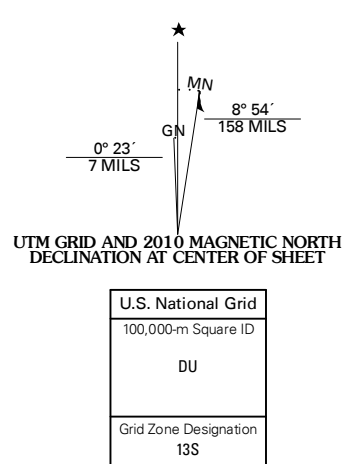 ★
MN
8° 54´
158 MILS
GN
0° 23´
7 MILS
UTM GRID AND 2010 MAGNETIC NORTH
DECLINATION AT CENTER OF SHEET
U.S. National Grid
100,000-m Square ID
DU
Grid Zone Designation
13S